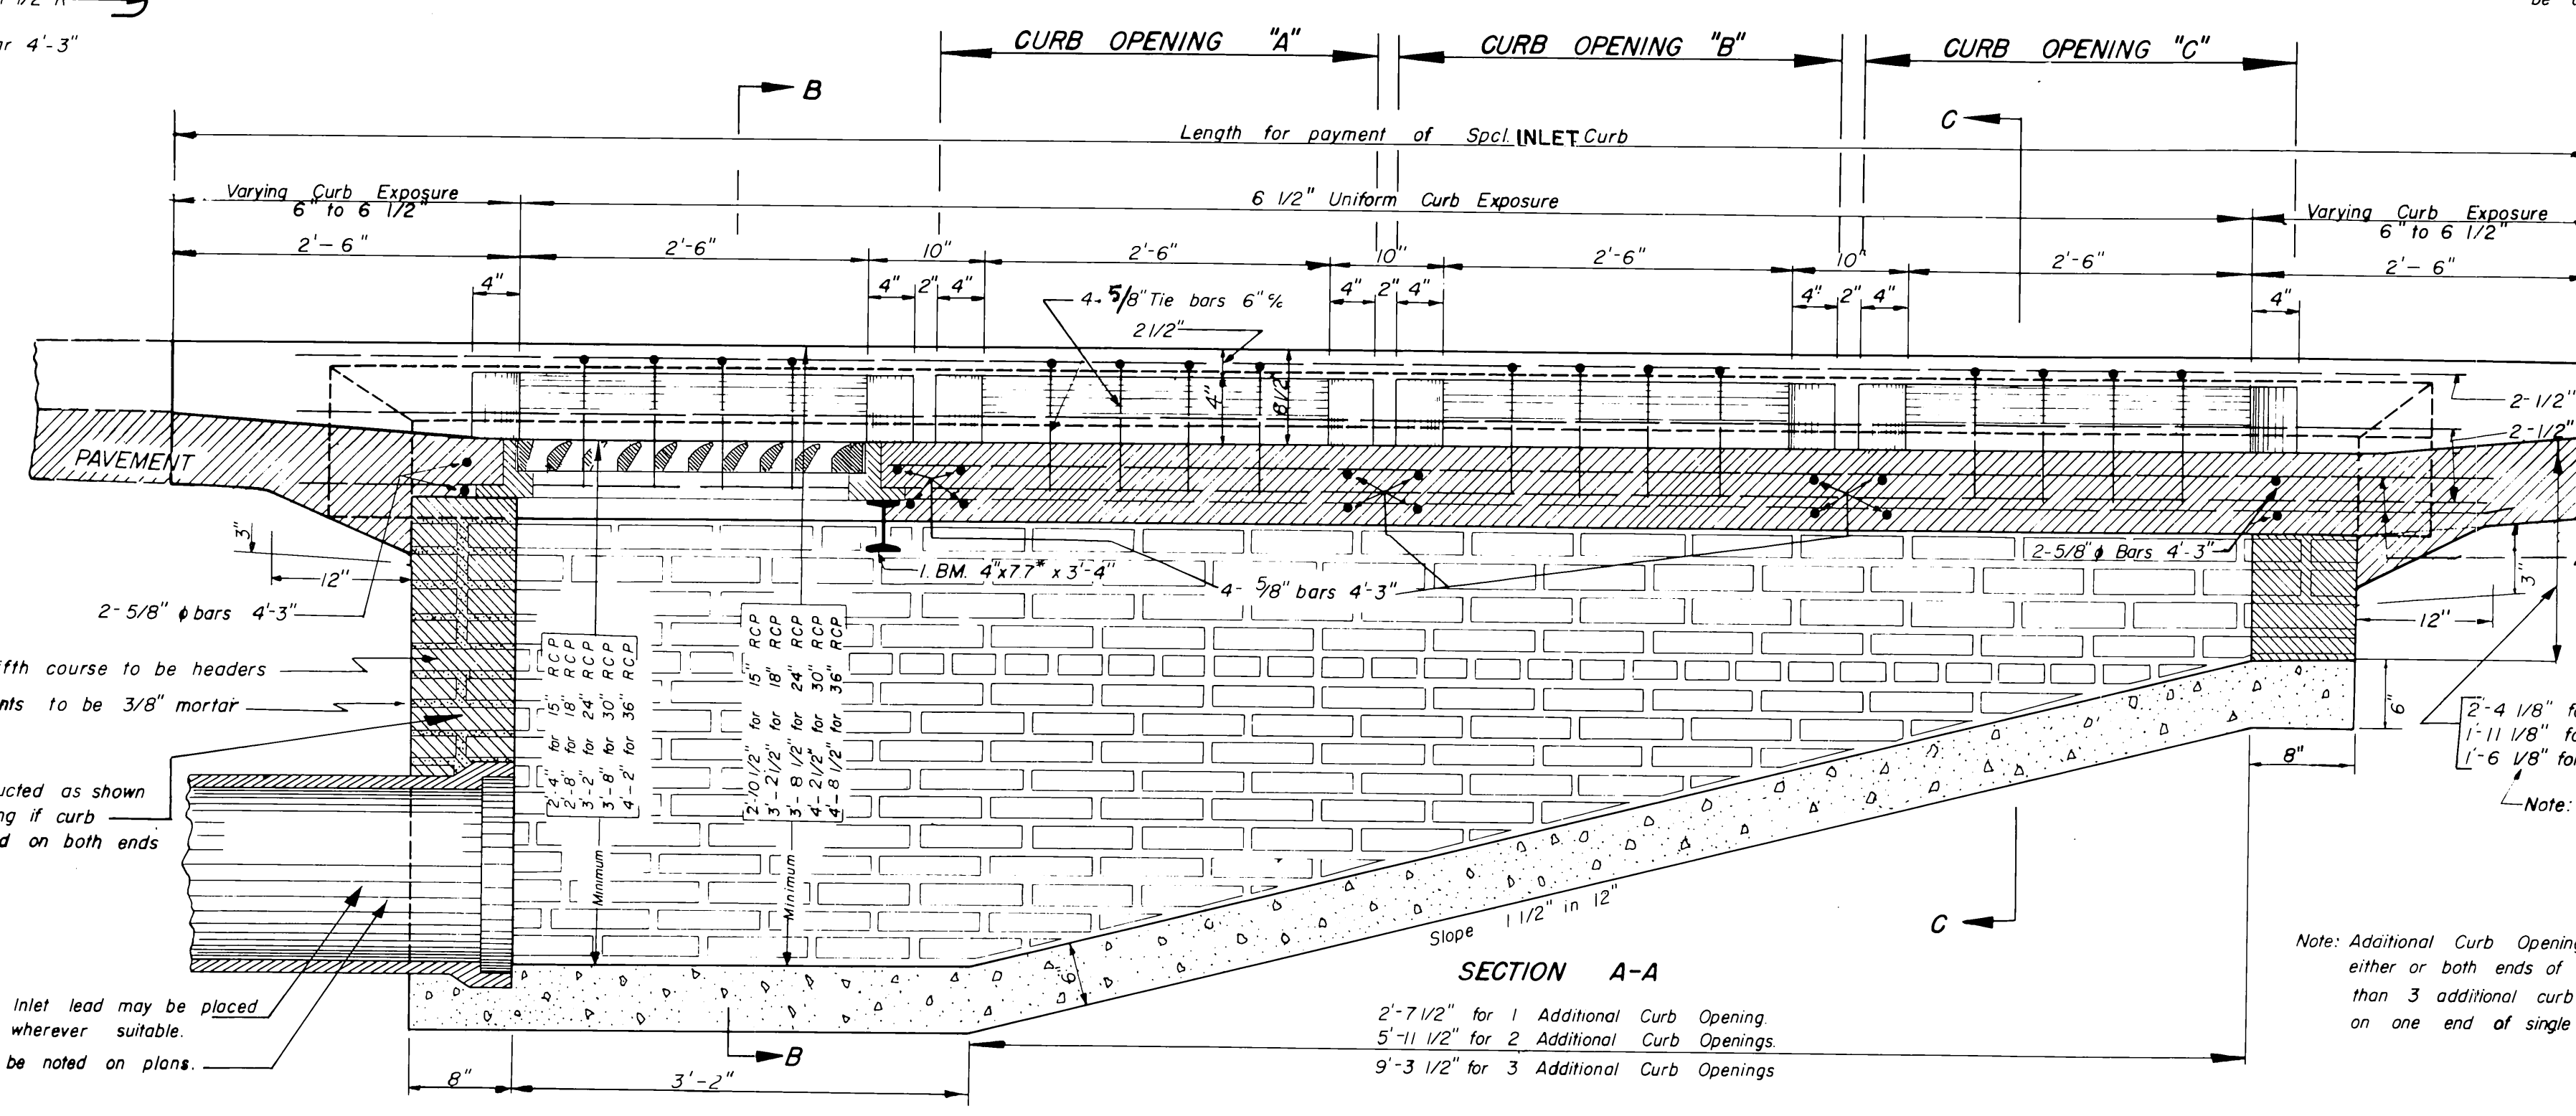 1/2" R
4'-3"
be
CURB OPENING "A"
CURB OPENING "B"
CURB OPENING "C"
B
C
Length for payment of Spcl. INLET Curb
Varying Curb Exposure
6" to 6 1/2"
6 1/2" Uniform Curb Exposure
Varying Curb Exposure
6" to 6 1/2"
2'-6"
2'-6"
10"
2'-6"
10"
2'-6"
10"
2'-6"
2'-6"
4"
4"
2"
4"
4"
2"
4"
4"
2"
4"
4"
4-5/8" Tie bars 6" c/c
2 1/2"
4"
8 1/2"
2-1/2"
2-1/2"
PAVEMENT
3"
12"
I. BM. 4"x7.7# x 3'-4"
4-5/8" bars 4'-3"
2-5/8" ϕ Bars 4'-3"
3"
12"
2-5/8" ϕ bars 4'-3"
fifth course to be headers
to be 3/8" mortar
as shown
if curb
on both ends
2'-4" for 15" RCP
2'-8" for 18" RCP
3'-2" for 24" RCP
3'-8" for 30" RCP
4'-2" for 36" RCP
Minimum
2'-10 1/2" for 15" RCP
3'-2 1/2" for 18" RCP
3'-8 1/2" for 24" RCP
4'-2 1/2" for 30" RCP
4'-8 1/2" for 36" RCP
Minimum
6"
8"
2'-4 1/8"
1'-11 1/8"
1'-6 1/8" for
Note:
Slope 1 1/2" in 12"
6"
C
SECTION A-A
2'-7 1/2" for 1 Additional Curb Opening.
5'-11 1/2" for 2 Additional Curb Openings.
9'-3 1/2" for 3 Additional Curb Openings
Inlet lead may be placed
wherever suitable.
be noted on plans.
B
8"
3'-2"
Note: Additional Curb
either or both ends of
than 3 additional curb
on one end of single